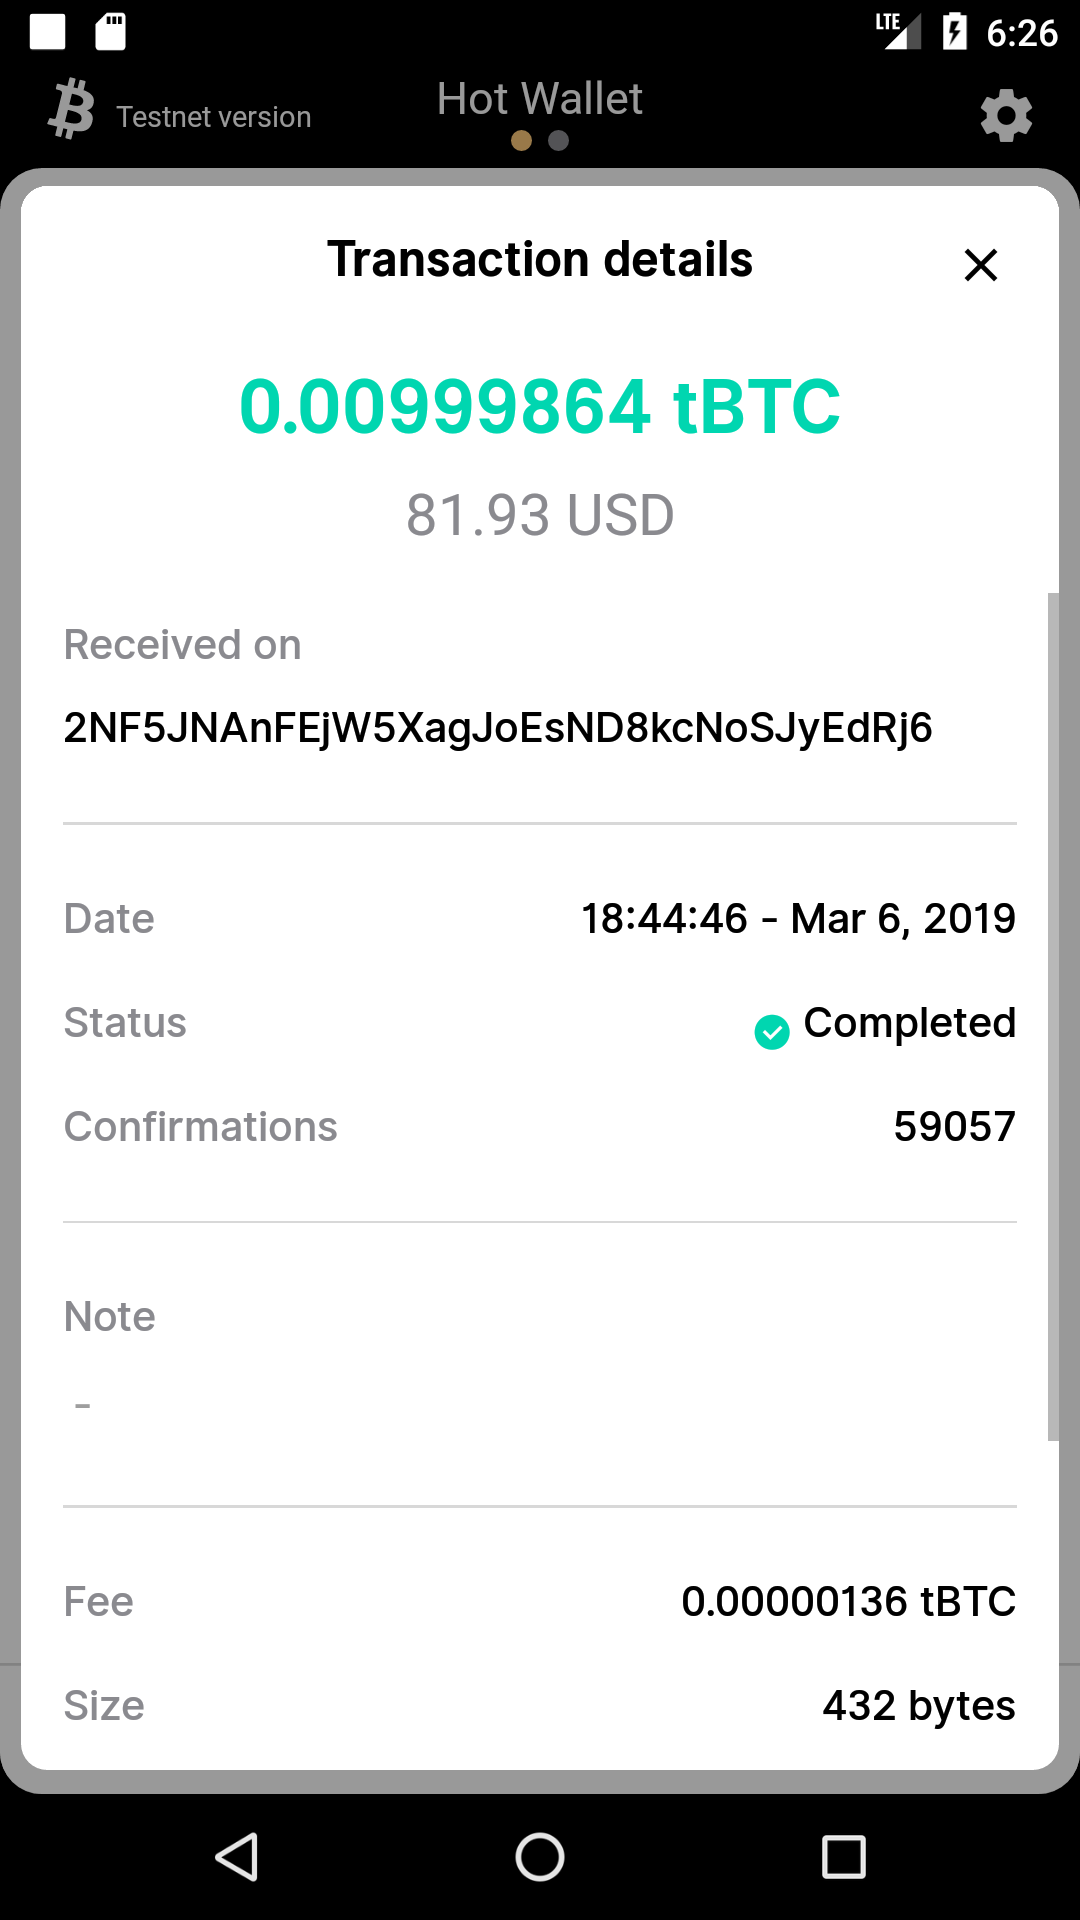 LTE 6:26
Testnet version
Hot Wallet
Transaction details
0.00999864 tBTC
81.93 USD
Received on
2NF5JNAnFEjW5XagJoEsND8kcNoSJyEdRj6
Date 18:44:46 - Mar 6, 2019
Status Completed
Confirmations 59057
Note
-
Fee 0.00000136 tBTC
Size 432 bytes